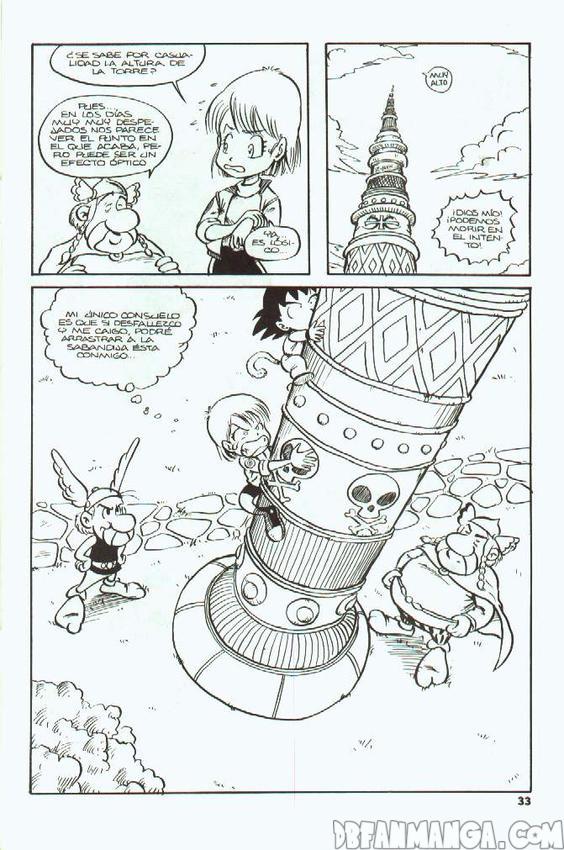 ¿SE SABE POR CASUA-
LIDAD LA ALTURA DE
LA TORRE?
PUES...
EN LOS DÍAS
MUY MUY DESPE-
JADOS NOS PARECE
VER EL PUNTO EN
EL QUE ACABA, PE-
RO PUEDE SER UN
EFECTO ÓPTICO
YA...
ES LÓGI-
CO...
MUY
ALTO
¡DIOS MÍO! ¡PODEMOS
MORIR EN
EL INTEN-
TO!
MI ÚNICO CONSUELO
ES QUE SI DESFALLEZCO
Y ME CAIGO, PODRÉ
ARRASTRAR A LA
SABANDIJA ÉSTA
CONMIGO...
33
DBFANMANGA.COM